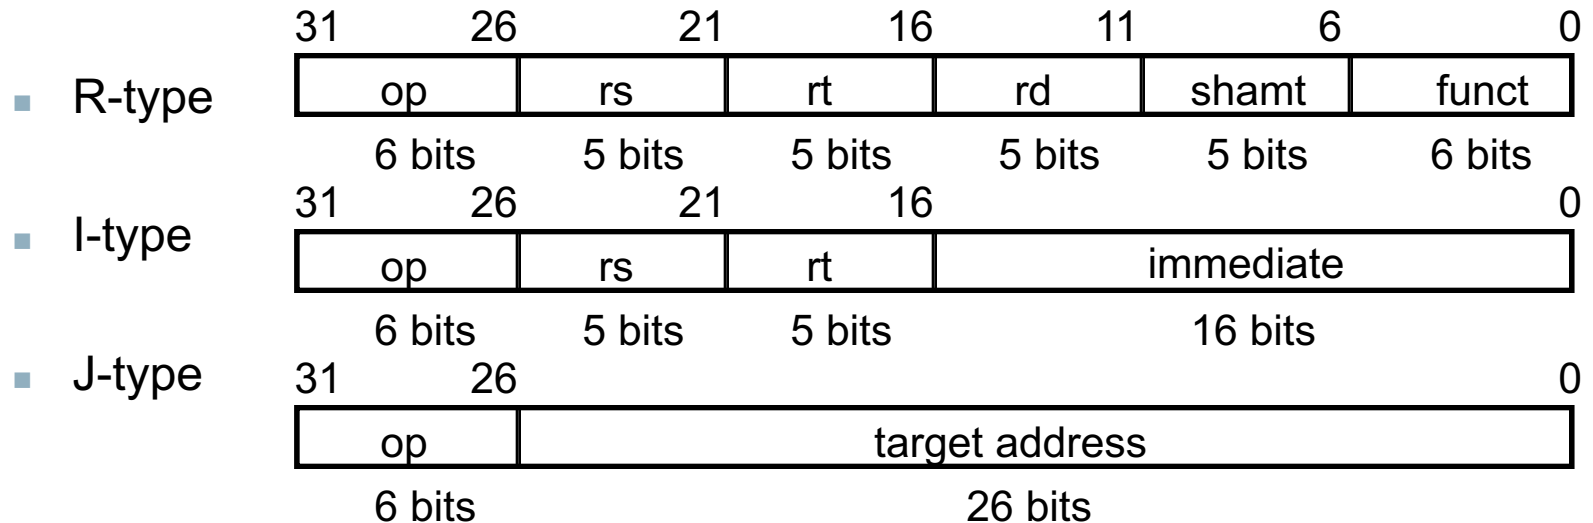 31 26 21 16 11 6 0
▪ R-type op rs rt rd shamt funct
6 bits 5 bits 5 bits 5 bits 5 bits 6 bits
31 26 21 16 0
▪ I-type op rs rt immediate
6 bits 5 bits 5 bits 16 bits
▪ J-type 31 26 0
op target address
6 bits 26 bits